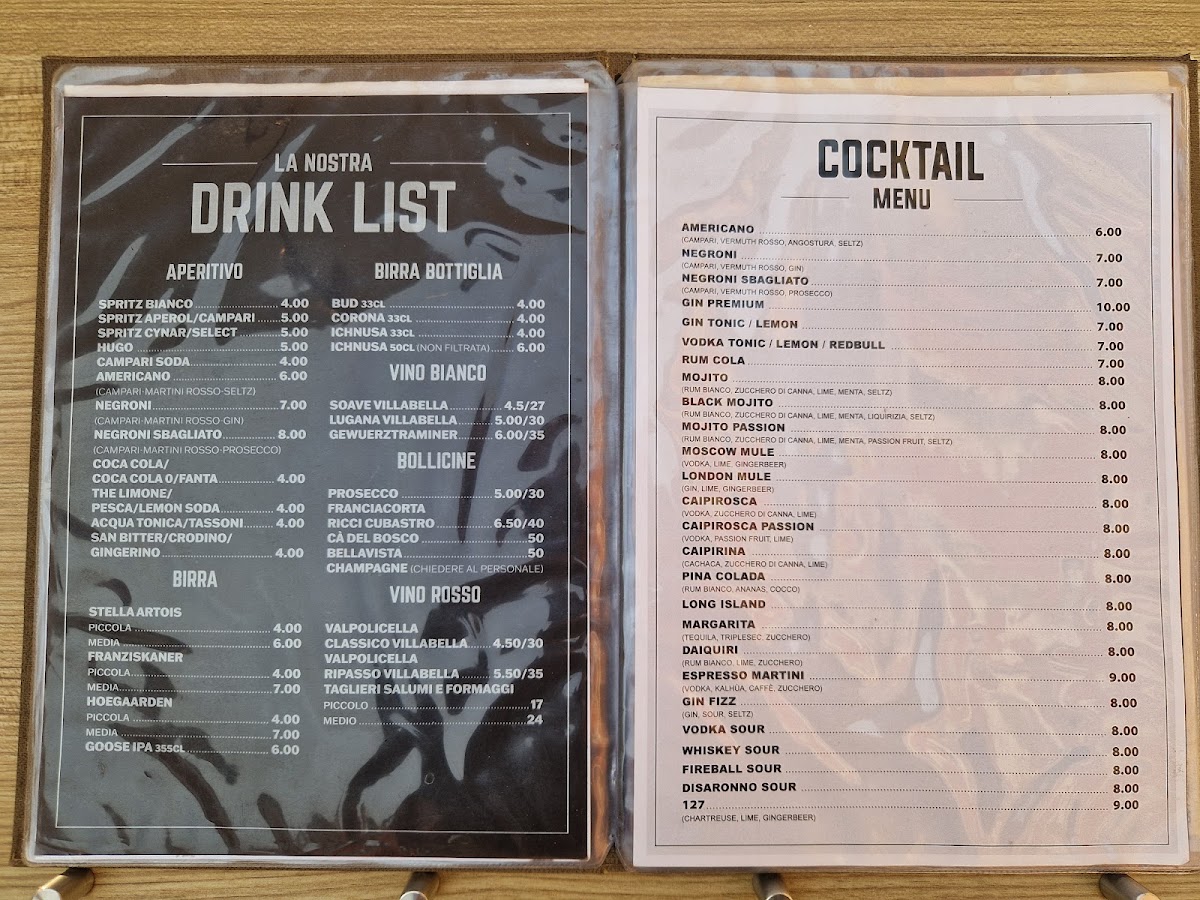 LA NOSTRA
DRINK LIST
APERITIVO
SPRITZ BIANCO 4.00
SPRITZ APEROL/CAMPARI 5.00
SPRITZ CYNAR/SELECT 5.00
HUGO 5.00
CAMPARI SODA 4.00
AMERICANO 6.00
(CAMPARI-MARTINI ROSSO-SELTZ)
NEGRONI 7.00
(CAMPARI-MARTINI ROSSO-GIN)
NEGRONI SBAGLIATO 8.00
(CAMPARI-MARTINI ROSSO-PROSECCO)
COCA COLA/
COCA COLA 0/FANTA 4.00
THE LIMONE/
PESCA/LEMON SODA 4.00
ACQUA TONICA/TASSONI 4.00
SAN BITTER/CRODINO/
GINGERINO 4.00
BIRRA
STELLA ARTOIS
PICCOLA 4.00
MEDIA 6.00
FRANZISKANER
PICCOLA 4.00
MEDIA 7.00
HOEGAARDEN
PICCOLA 4.00
MEDIA 7.00
GOOSE IPA 355CL 6.00
BIRRA BOTTIGLIA
BUD 33CL 4.00
CORONA 33CL 4.00
ICHNUSA 33CL 4.00
ICHNUSA 50CL (NON FILTRATA) 6.00
VINO BIANCO
SOAVE VILLABELLA 4.5/27
LUGANA VILLABELLA 5.00/30
GEWUERZTRAMINER 6.00/35
BOLLICINE
PROSECCO 5.00/30
FRANCIACORTA
RICCI CUBASTRO 6.50/40
CÀ DEL BOSCO 50
BELLAVISTA 50
CHAMPAGNE (CHIEDERE AL PERSONALE)
VINO ROSSO
VALPOLICELLA
CLASSICO VILLABELLA 4.50/30
VALPOLICELLA
RIPASSO VILLABELLA 5.50/35
TAGLIERI SALUMI E FORMAGGI
PICCOLO 17
MEDIO 24
COCKTAIL
MENU
AMERICANO 6.00
(CAMPARI, VERMUTH ROSSO, ANGOSTURA, SELTZ)
NEGRONI 7.00
(CAMPARI, VERMUTH ROSSO, GIN)
NEGRONI SBAGLIATO 7.00
(CAMPARI, VERMUTH ROSSO, PROSECCO)
GIN PREMIUM 10.00
GIN TONIC / LEMON 7.00
VODKA TONIC / LEMON / REDBULL 7.00
RUM COLA 7.00
MOJITO 8.00
(RUM BIANCO, ZUCCHERO DI CANNA, LIME, MENTA, SELTZ)
BLACK MOJITO 8.00
(RUM BIANCO, ZUCCHERO DI CANNA, LIME, MENTA, LIQUIRIZIA, SELTZ)
MOJITO PASSION 8.00
(RUM BIANCO, ZUCCHERO DI CANNA, LIME, MENTA, PASSION FRUIT, SELTZ)
MOSCOW MULE 8.00
(VODKA, LIME, GINGERBEER)
LONDON MULE 8.00
(GIN, LIME, GINGERBEER)
CAIPIROSCA 8.00
(VODKA, ZUCCHERO DI CANNA, LIME)
CAIPIROSCA PASSION 8.00
(VODKA, PASSION FRUIT, LIME)
CAIPIRINA 8.00
(CACHACA, ZUCCHERO DI CANNA, LIME)
PINA COLADA 8.00
(RUM BIANCO, ANANAS, COCCO)
LONG ISLAND 8.00
MARGARITA 8.00
(TEQUILA, TRIPLESEC, ZUCCHERO)
DAIQUIRI 8.00
(RUM BIANCO, LIME, ZUCCHERO)
ESPRESSO MARTINI 9.00
(VODKA, KALHUA, CAFFÈ, ZUCCHERO)
GIN FIZZ 8.00
(GIN, SOUR, SELTZ)
VODKA SOUR 8.00
WHISKEY SOUR 8.00
FIREBALL SOUR 8.00
DISARONNO SOUR 8.00
127 9.00
(CHARTREUSE, LIME, GINGERBEER)